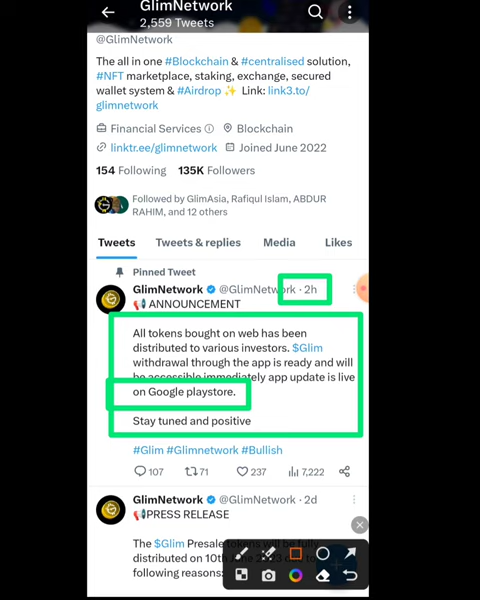 GlimNetwork
2,559 Tweets
@GlimNetwork
The all in one #Blockchain & #centralised solution,
#NFT marketplace, staking, exchange, secured
wallet system & #Airdrop ✨ Link: link3.to/
glimnetwork
Financial Services Blockchain
linktr.ee/glimnetwork Joined June 2022
154 Following 135K Followers
Followed by GlimAsia, Rafiqul Islam, ABDUR
RAHIM, and 12 others
Tweets Tweets & replies Media Likes
Pinned Tweet
GlimNetwork @GlimNetwork · 2h
📢 ANNOUNCEMENT
All tokens bought on web has been
distributed to various investors. $Glim
withdrawal through the app is ready and will
be accessible immediately app update is live
on Google playstore.
Stay tuned and positive
#Glim #Glimnetwork #Bullish
107 71 237 7,222
GlimNetwork @GlimNetwork · 2d
📢PRESS RELEASE
The $Glim Presale tokens will be fully
distributed on 10th
following reasons: